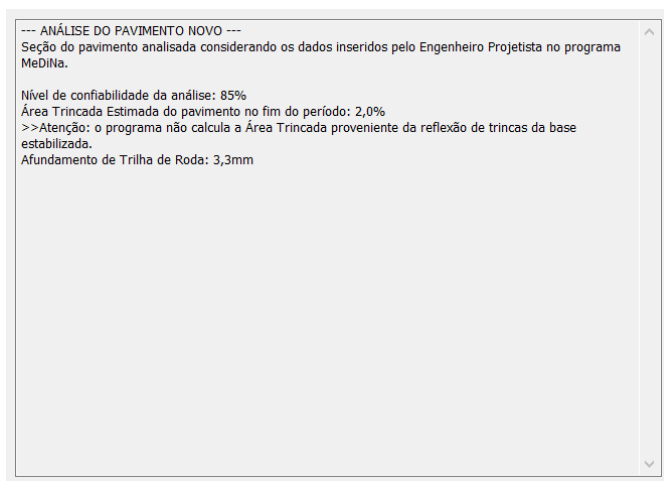 --- ANÁLISE DO PAVIMENTO NOVO ---
Seção do pavimento analisada considerando os dados inseridos pelo Engenheiro Projetista no programa
MeDiNa.
Nível de confiabilidade da análise: 85%
Área Trincada Estimada do pavimento no fim do período: 2,0%
>>Atenção: o programa não calcula a Área Trincada proveniente da reflexão de trincas da base
estabilizada.
Afundamento de Trilha de Roda: 3,3mm